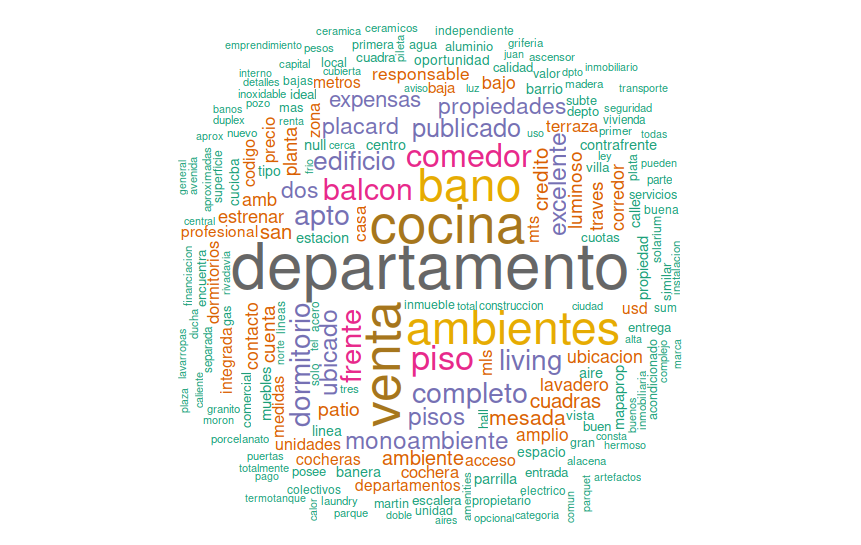 ceramica
ceramicos
independiente
emprendimiento
pesos
primera
agua
aluminio
griferia
capital
local
cuadra
pileta
oportunidad
juan
ascensor
interno
cubierta
responsable
calidad
valor
dpto
inmobiliario
detalles
bajas
metros
aviso
baja
luz
bajo
barrio
madera
transporte
inoxidable
ideal
expensas
propiedades
subte
banos
pozo
mas
zona
placard
publicado
depto
seguridad
duplex
renta
terraza
vivienda
aprox
nuevo
precio
planta
null
cerca
centro
uso
primer
todas
contrafrente
general
avenida
aproximadas
superficie
cucicba
codigo
tipo
frio
edificio
comedor
excelente
credito
luminoso
ley
villa
plata
pueden
parte
dos
balcon
bano
traves
corredor
servicios
amb
calles
buena
central
estrenar
apto
casa
cocina
mts
cuotas
profesional
san
estacion
solarium
financiacion
encuentra
dormitorios
rivadavia
departamento
propiedad
similar
instalacion
inmueble
total
construccion
ciudad
usd
sum
lavarropas
ducha
separada
gas
cuenta
lineas
acero
dormitorio
ubicado
frente
venta
ambientes
entrega
alta
norte
solo
tel
integrada
contacto
piso
mls
living
ubicacion
complejo
marca
plaza
caliente
comercial
muebles
medidas
tres
completo
aire
lavadero
cuadras
mapaprop
buenos
inmobiliaria
acondicionado
granito
moron
patio
pisos
hall
mesada
vista
buen
porcelanato
linea
monoambiente
amplio
gran
consta
hermoso
puertas
unidades
espacio
alacena
totalmente
cocheras
ambiente
acceso
pago
posee
banera
cochera
parrilla
entrada
artefactos
termotanque
colectivos
departamentos
amenities
electrico
parquet
calor
laundry
martin
escalera
propietario
comun
parque
doble
unidad
aires
opcional
categoria